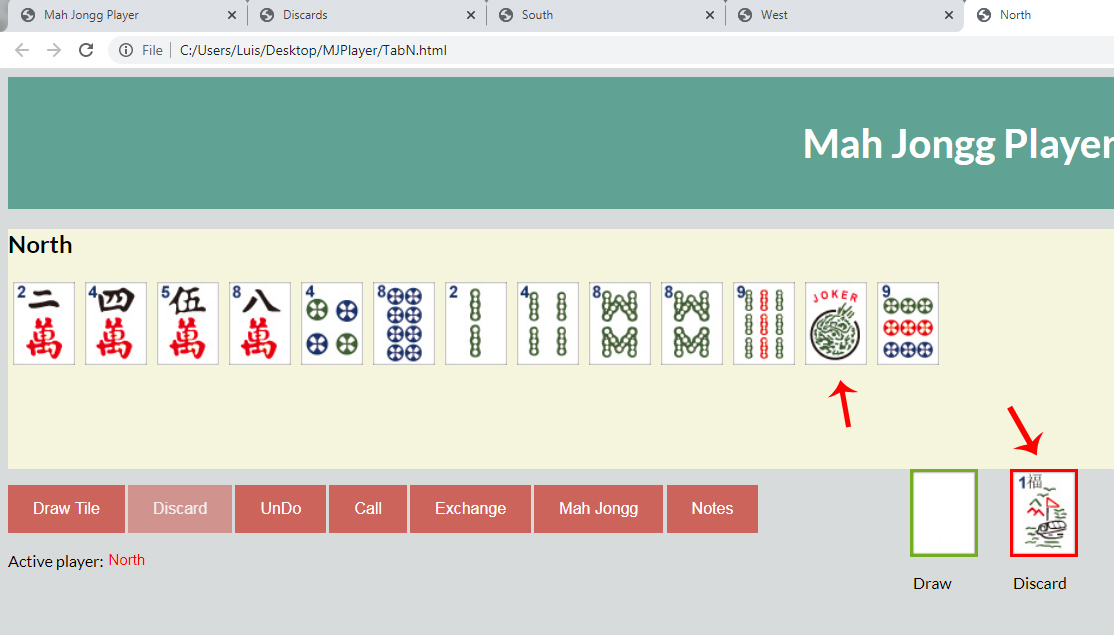 Mah Jongg Player
Discards
South
West
North
File
C:/Users/Luis/Desktop/MJPlayer/TabN.html
Mah Jongg Player
North
2 二 萬
4 四 萬
5 伍 萬
8 八 萬
4
8
2
4
8
8
9
JOKER
9
1 福
Draw Tile
Discard
UnDo
Call
Exchange
Mah Jongg
Notes
Active player: North
Draw
Discard